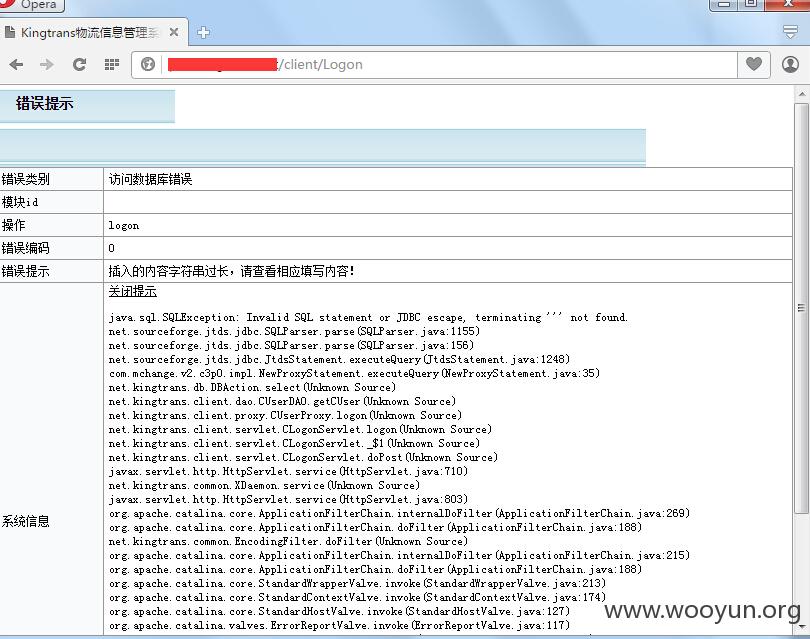 Opera
Kingtrans物流信息管理系
/client/Logon
错误提示
错误类别 访问数据库错误
模块id
操作 logon
错误编码 0
错误提示 插入的内容字符串过长，请查看相应填写内容！
关闭提示
java.sql.SQLException: Invalid SQL statement or JDBC escape, terminating ''' not found.
net.sourceforge.jtds.jdbc.SQLParser.parse(SQLParser.java:1155)
net.sourceforge.jtds.jdbc.SQLParser.parse(SQLParser.java:156)
net.sourceforge.jtds.jdbc.JtdsStatement.executeQuery(JtdsStatement.java:1248)
com.mchange.v2.c3p0.impl.NewProxyStatement.executeQuery(NewProxyStatement.java:35)
net.kingtrans.db.DBAction.select(Unknown Source)
net.kingtrans.client.dao.CUserDAO.getCUser(Unknown Source)
net.kingtrans.client.proxy.CUserProxy.logon(Unknown Source)
net.kingtrans.client.servlet.CLogonServlet.logon(Unknown Source)
net.kingtrans.client.servlet.CLogonServlet._$1(Unknown Source)
net.kingtrans.client.servlet.CLogonServlet.doPost(Unknown Source)
javax.servlet.http.HttpServlet.service(HttpServlet.java:710)
net.kingtrans.common.XDaemon.service(Unknown Source)
javax.servlet.http.HttpServlet.service(HttpServlet.java:803)
org.apache.catalina.core.ApplicationFilterChain.internalDoFilter(ApplicationFilterChain.java:269)
org.apache.catalina.core.ApplicationFilterChain.doFilter(ApplicationFilterChain.java:188)
net.kingtrans.common.EncodingFilter.doFilter(Unknown Source)
系统信息
org.apache.catalina.core.ApplicationFilterChain.internalDoFilter(ApplicationFilterChain.java:215)
org.apache.catalina.core.ApplicationFilterChain.doFilter(ApplicationFilterChain.java:188)
org.apache.catalina.core.StandardWrapperValve.invoke(StandardWrapperValve.java:213)
org.apache.catalina.core.StandardContextValve.invoke(StandardContextValve.java:174)
org.apache.catalina.core.StandardHostValve.invoke(StandardHostValve.java:127)
org.apache.catalina.valves.ErrorReportValve.invoke(ErrorReportValve.java:117)
www.wooyun.org